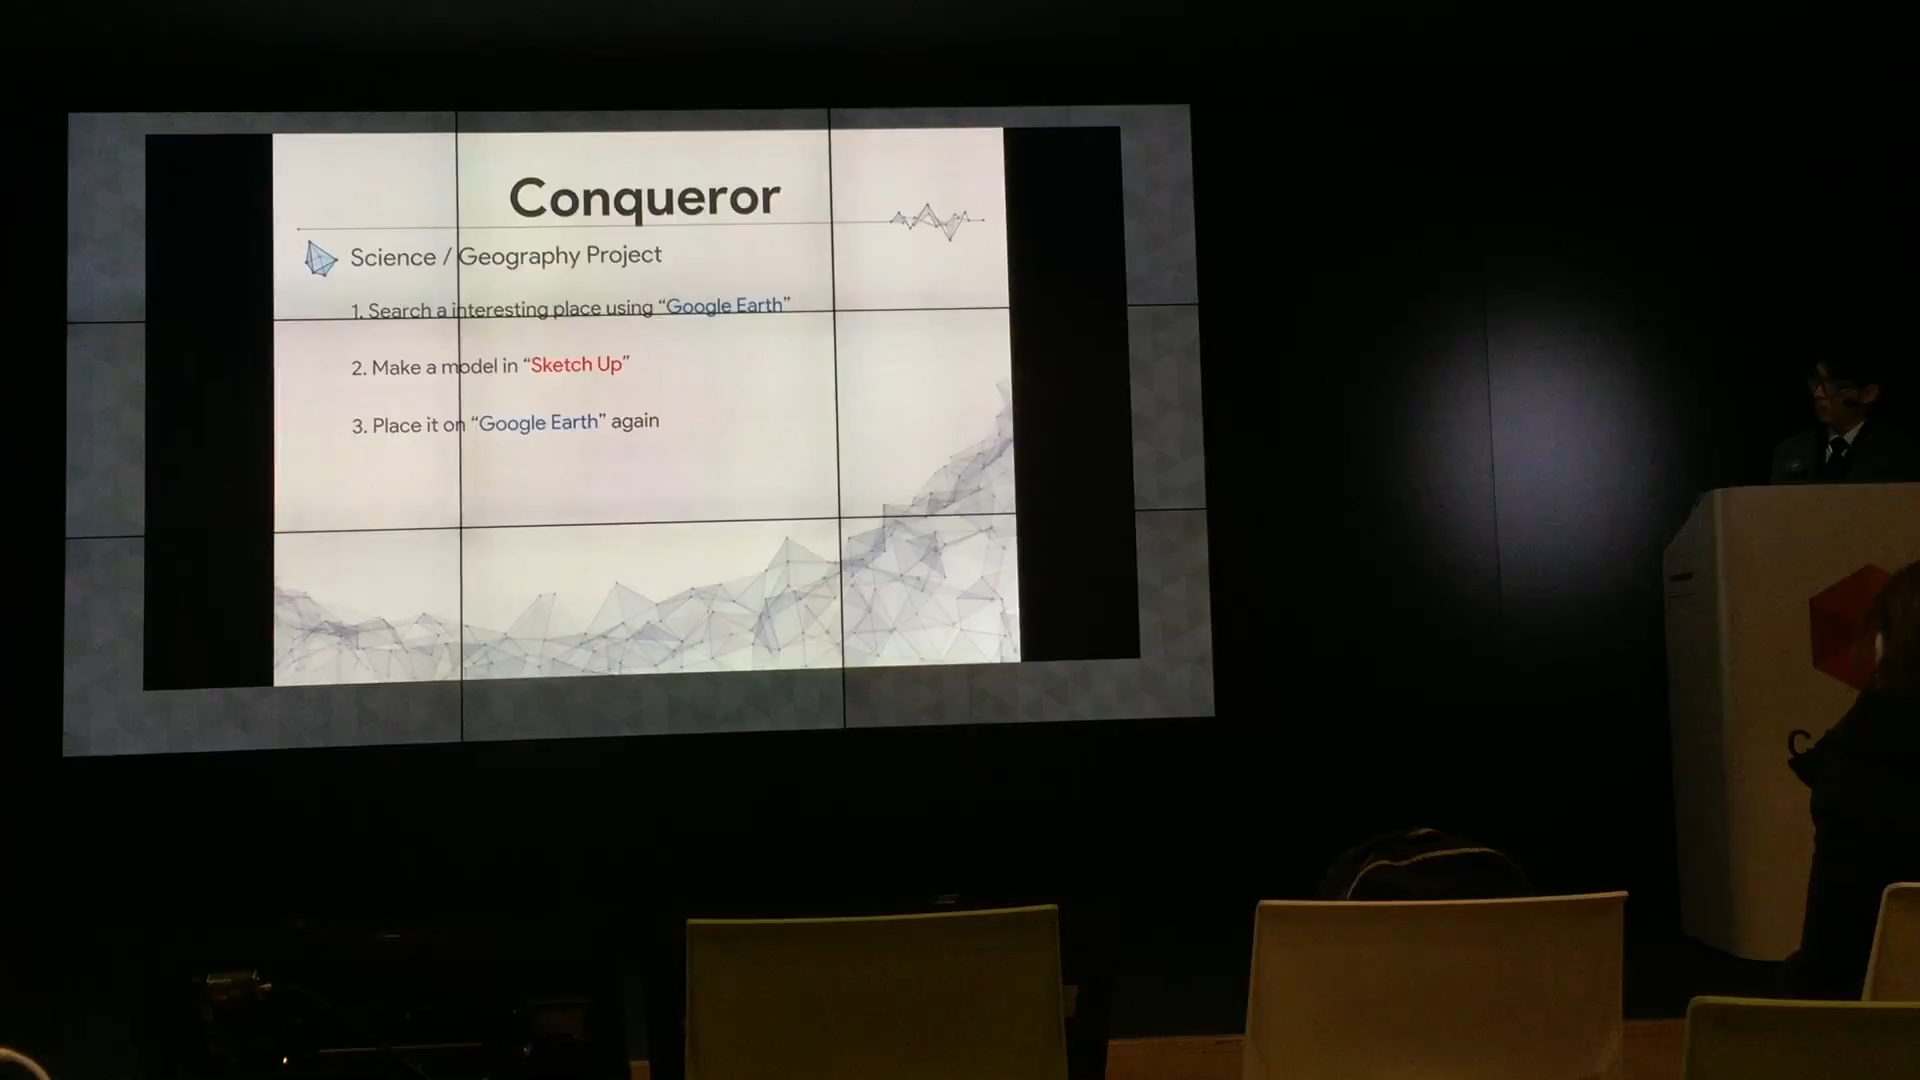 Conqueror
Science / Geography Project
1. Search a interesting place using “Google Earth”
2. Make a model in “Sketch Up”
3. Place it on “Google Earth” again